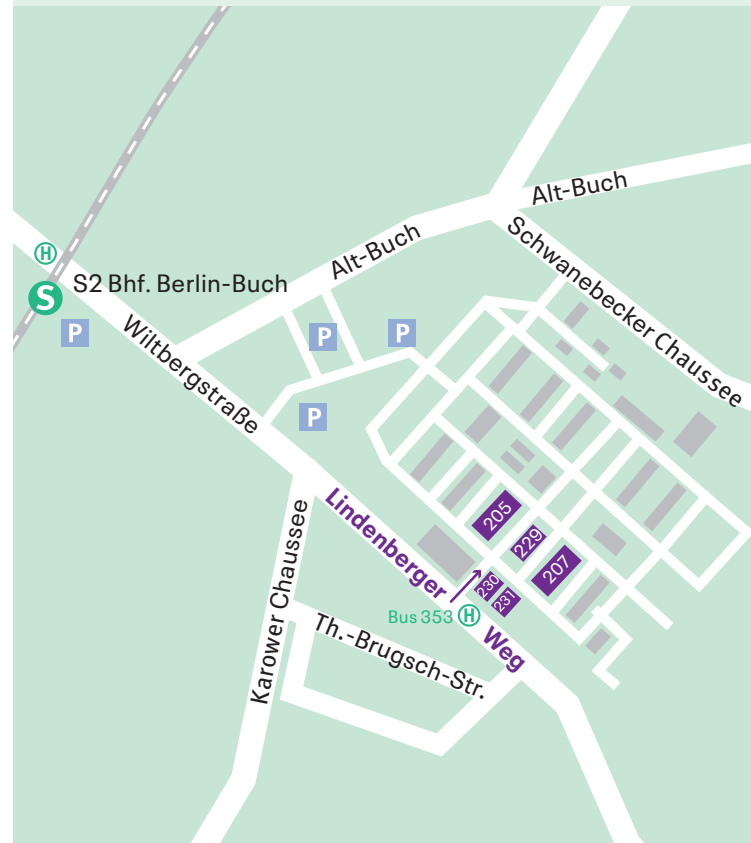 Alt-Buch
Alt-Buch
Schwanebecker Chaussee
H
S2 Bhf. Berlin-Buch
S
P
P
P
P
Wiltbergstraße
Lindenberger
Weg
205
229
207
230
231
Bus 353 H
Karower Chaussee
Th.-Brugsch-Str.